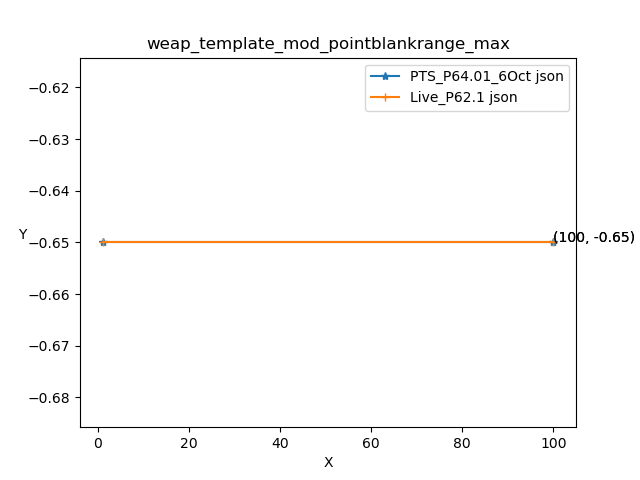 weap_template_mod_pointblankrange_max
PTS_P64.01_6Oct json
Live_P62.1 json
−0.62
−0.63
−0.64
Y
−0.65
(100, -0.65)
−0.66
−0.67
−0.68
0
20
40
60
80
100
X